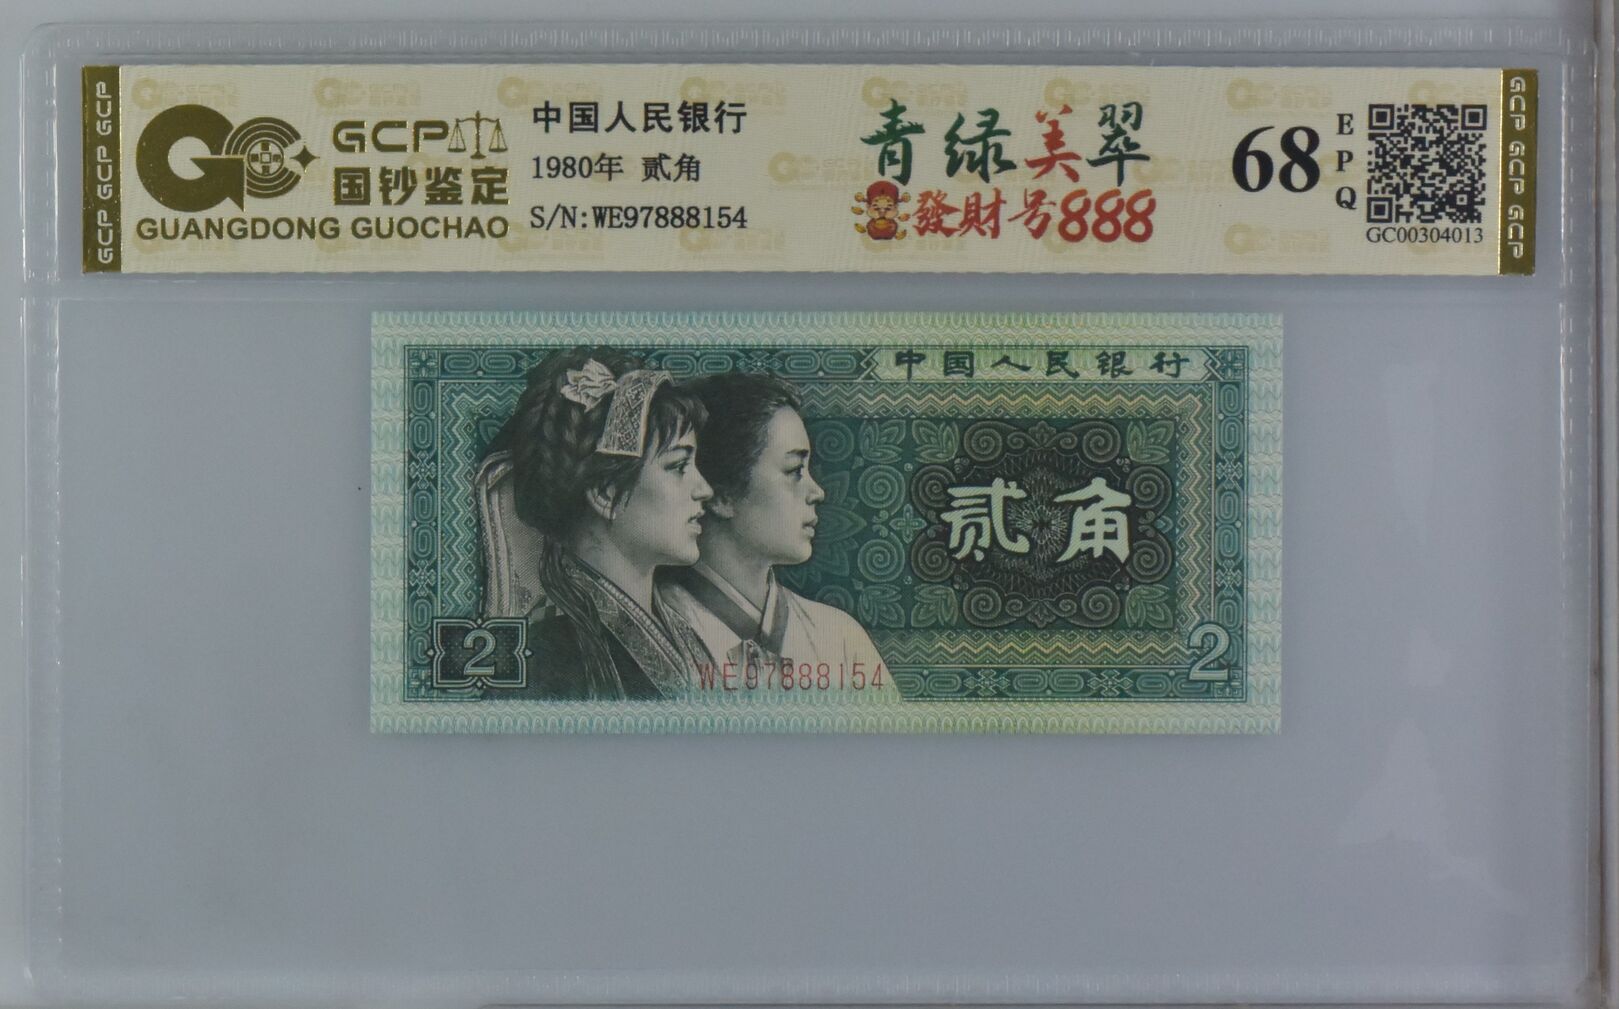 GCP GCP GCP
GCP
国钞鉴定
GUANGDONG GUOCHAO
中国人民银行
1980年 贰角
S/N:WE97888154
青绿美翠
發財号888
68
EPQ
GC00304013
GCP GCP GCP
中国人民银行
贰角
2
2
WE97888154